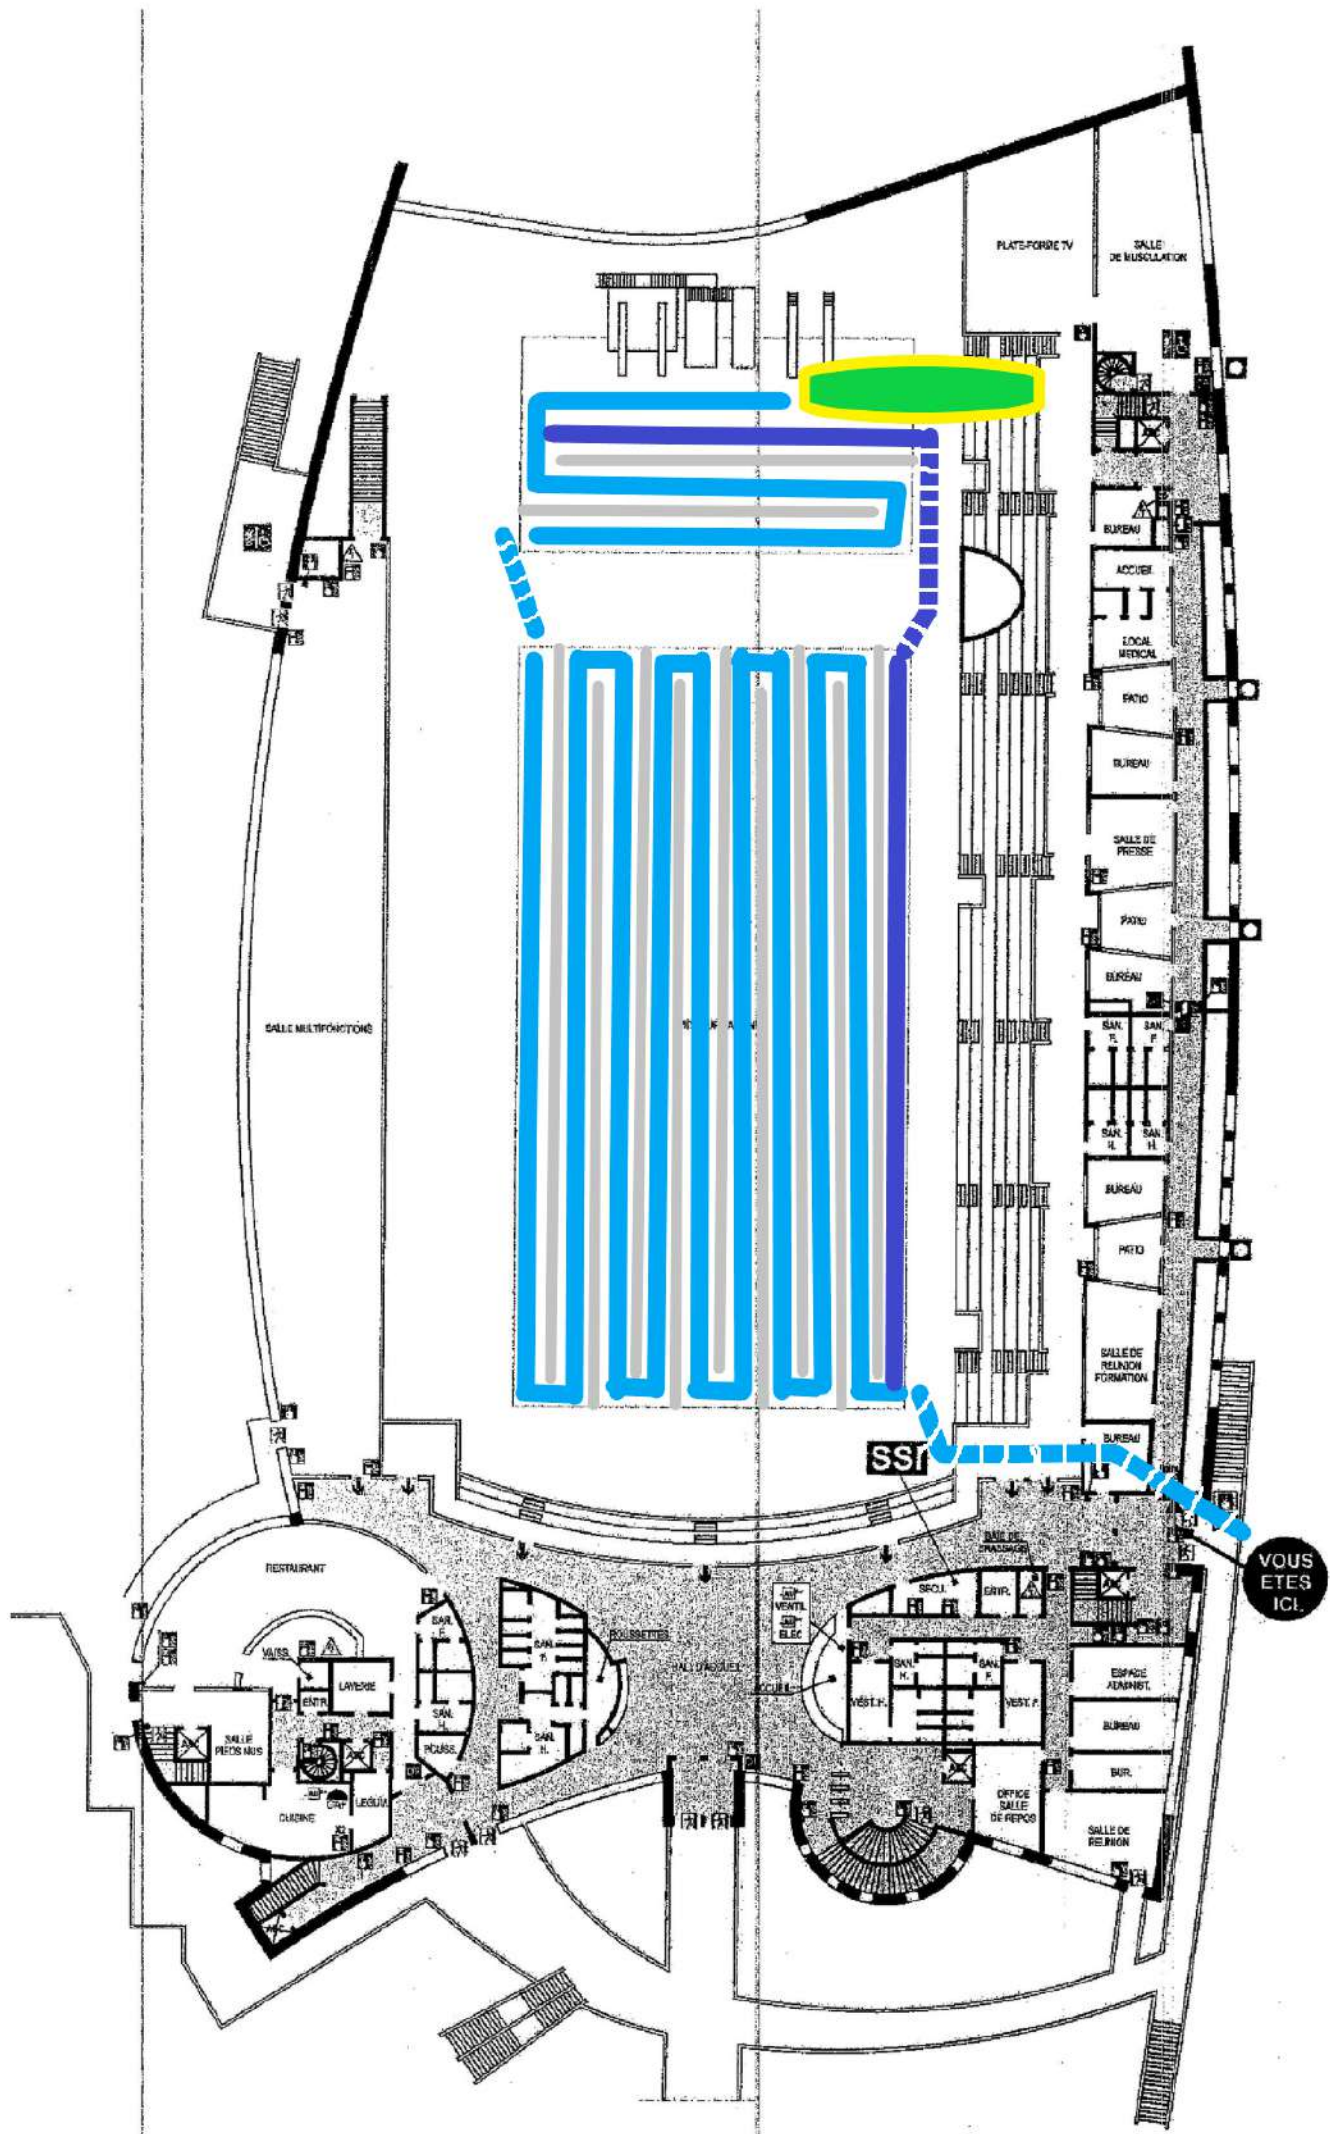 PLATE-FORME TV
SALLE
DE MUSCULATION
BUREAU
ACCUEIL
LOCAL
MEDICAL
PATIO
BUREAU
SALLE DE
PRESSE
PATIO
BUREAU
SALLE MULTIFONCTIONS
SAN.
F.
SAN.
F.
SAN.
H.
SAN.
H.
BUREAU
PATIO
SALLE DE
REUNION
FORMATION
BUREAU
SSI
VOUS
ETES
ICI
BAIE DE
BRASSAGE
RESTAURANT
SECU.
ENTR.
VENTIL
ELEC
SAN.
F.
SAN.
F.
POUSSETTES
HALL D'ACCUEIL
ACCUEIL
SAN.
H.
SAN.
F.
VEST. H.
VEST. F.
ESPACE
ADMINIST.
LAVERIE
ENTR.
SAN.
H.
SAN.
H.
BUREAU
SALLE
PIEDS NUS
POUSS.
BUR.
OFFICE
SALLE
DE REPOS
CUISINE
LEGUM.
SALLE DE
REUNION